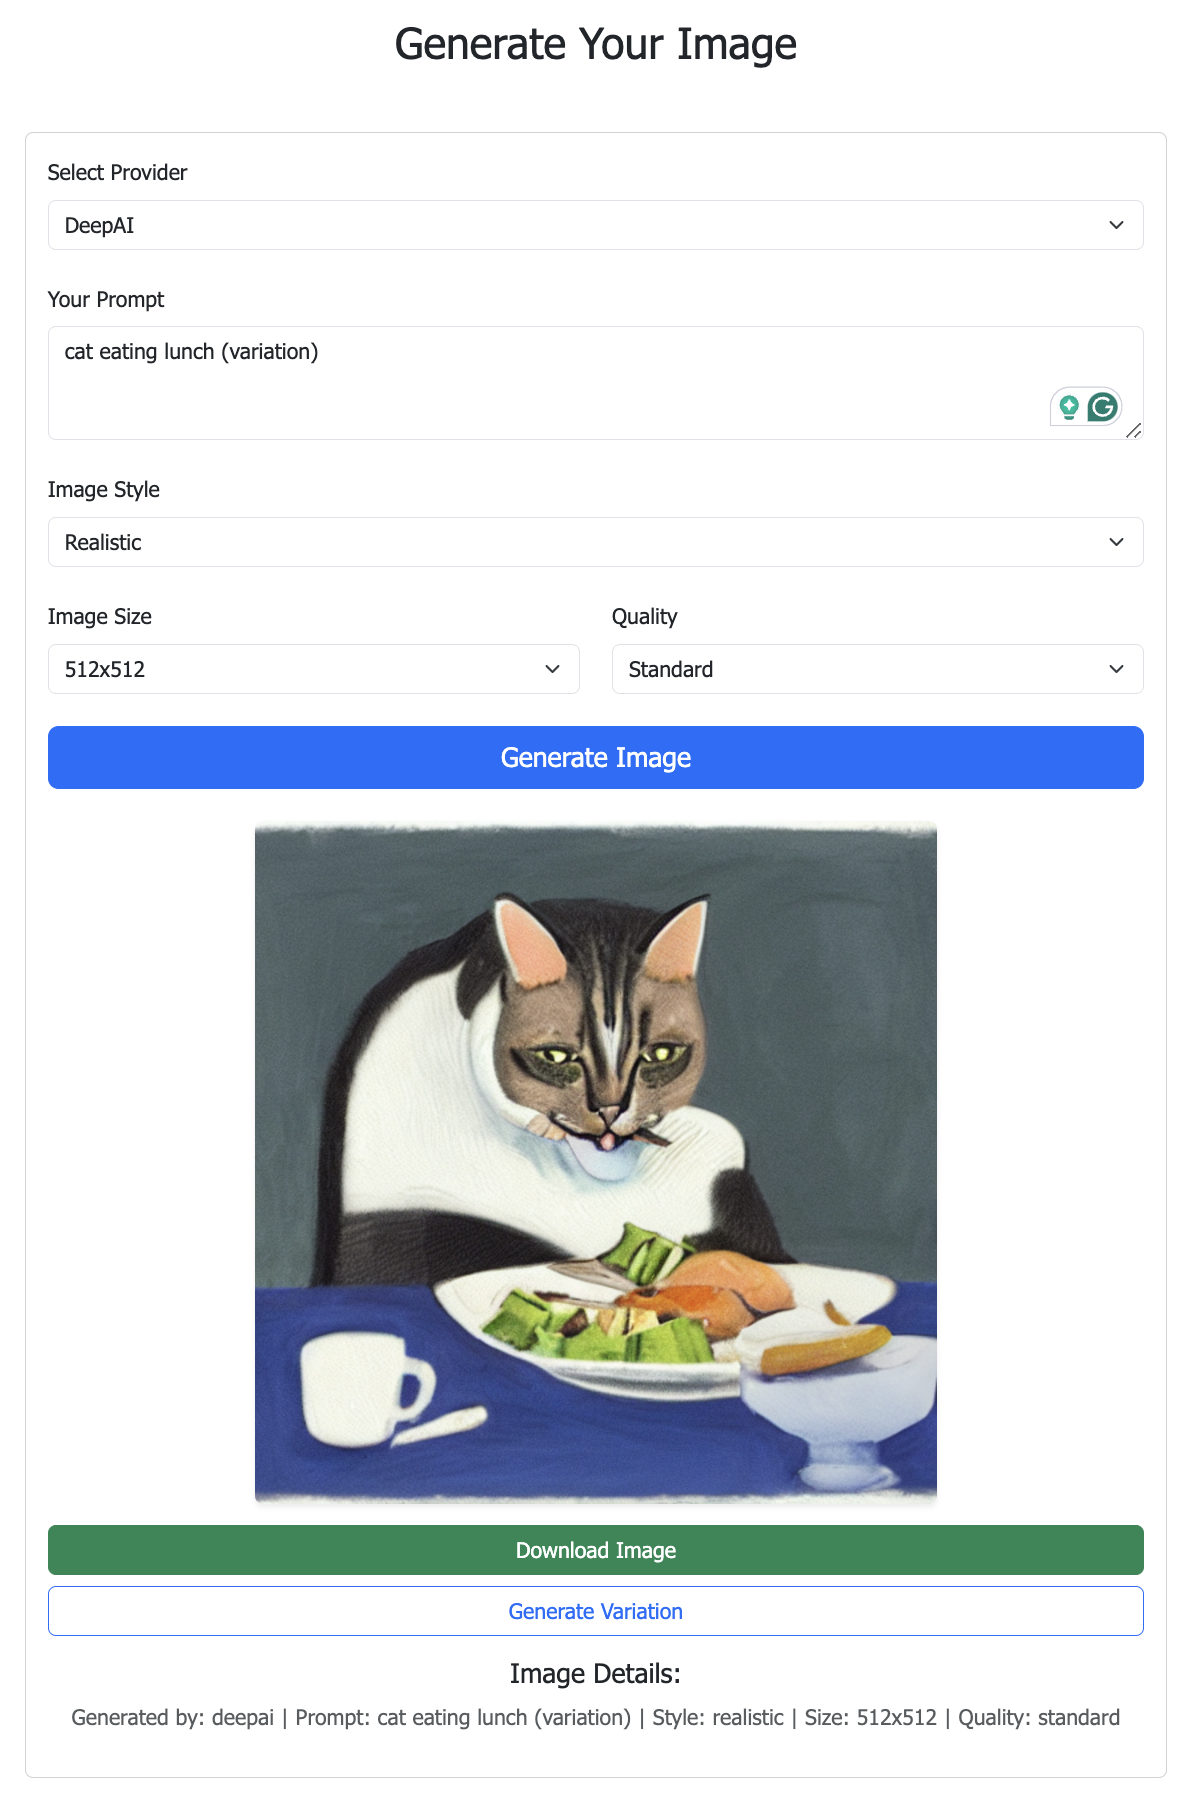 Generate Your Image
Select Provider
DeepAI
Your Prompt
cat eating lunch (variation)
Image Style
Realistic
Image Size
Quality
512x512
Standard
Generate Image
Download Image
Generate Variation
Image Details:
Generated by: deepai | Prompt: cat eating lunch (variation) | Style: realistic | Size: 512x512 | Quality: standard